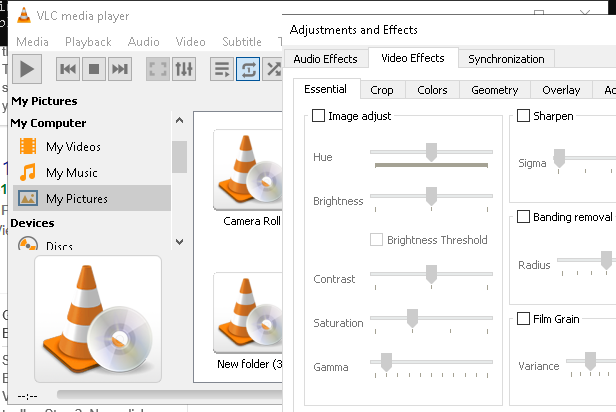 VLC media player
Media Playback Audio Video Subtitle T
My Pictures
My Computer
My Videos
My Music
My Pictures
Devices
Discs
Camera Roll
New folder (3
--:--
Adjustments and Effects
Audio Effects Video Effects Synchronization
Essential Crop Colors Geometry Overlay
Image adjust
Hue
Brightness
Brightness Threshold
Contrast
Saturation
Gamma
Sharpen
Sigma
Banding removal
Radius
Film Grain
Variance